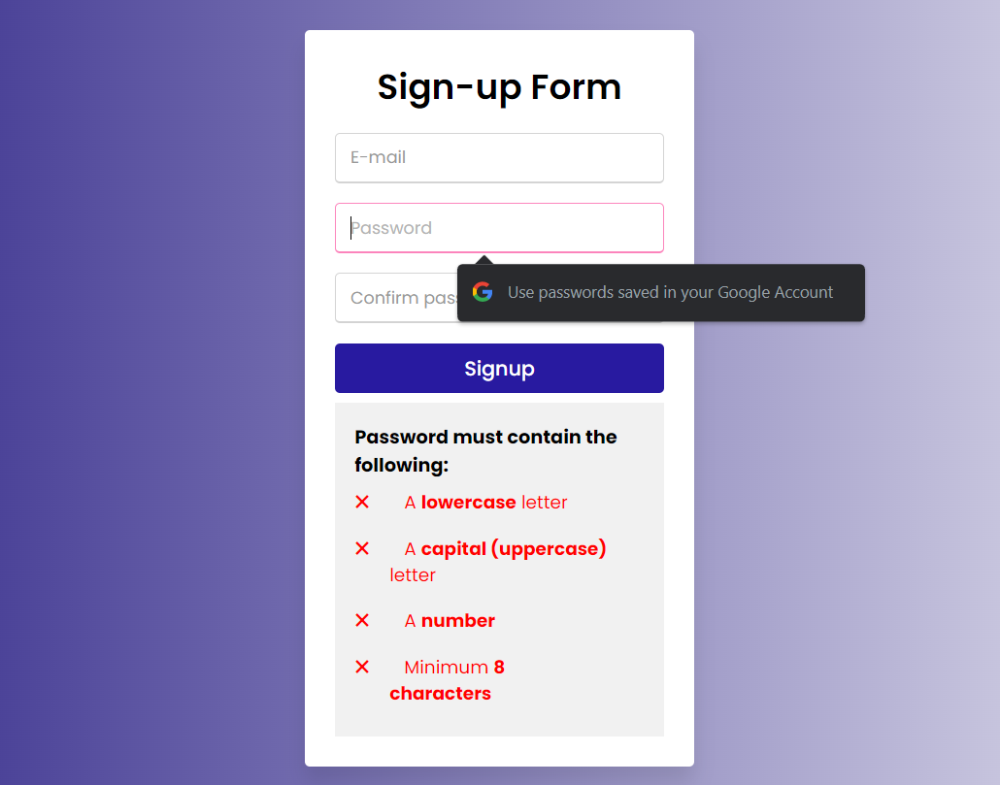 Sign-up Form
E-mail
Password
Confirm pas
Use passwords saved in your Google Account
Signup
Password must contain the
following:
✕ A lowercase letter
✕ A capital (uppercase)
letter
✕ A number
✕ Minimum 8
characters